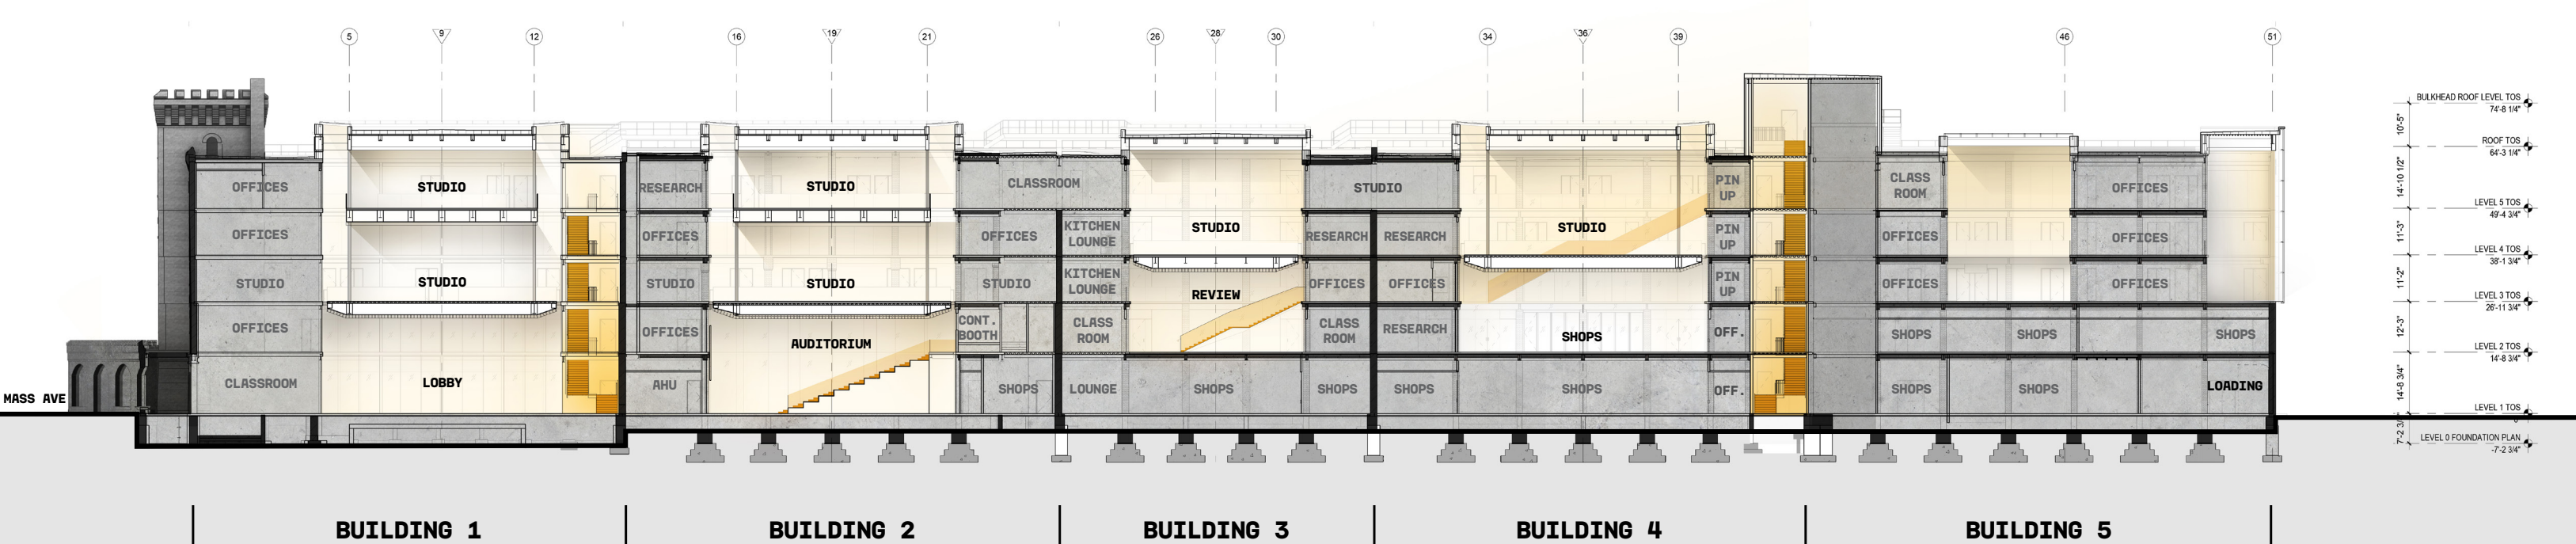 5 9 12 16 19 21 26 28 30 34 36 39 46 51
BULKHEAD ROOF LEVEL TOS
74'-8 1/4"
10'-5"
ROOF TOS
64'-3 1/4"
14'-10 1/2"
LEVEL 5 TOS
49'-4 3/4"
11'-3"
LEVEL 4 TOS
38'-1 3/4"
11'-2"
LEVEL 3 TOS
26'-11 3/4"
12'-3"
LEVEL 2 TOS
14'-8 3/4"
14'-8 3/4"
LEVEL 1 TOS
7'-2 3/4"
LEVEL 0 FOUNDATION PLAN
-7'-2 3/4"
OFFICES
STUDIO
RESEARCH
STUDIO
CLASSROOM
STUDIO
PIN
UP
CLASS
ROOM
OFFICES
OFFICES
OFFICES
OFFICES
KITCHEN
LOUNGE
STUDIO
RESEARCH
RESEARCH
STUDIO
PIN
UP
OFFICES
OFFICES
STUDIO
STUDIO
STUDIO
STUDIO
STUDIO
KITCHEN
LOUNGE
REVIEW
OFFICES
OFFICES
PIN
UP
OFFICES
OFFICES
OFFICES
OFFICES
AUDITORIUM
CONT.
BOOTH
CLASS
ROOM
CLASS
ROOM
RESEARCH
SHOPS
OFF.
SHOPS
SHOPS
SHOPS
MASS AVE
CLASSROOM
LOBBY
AHU
SHOPS
LOUNGE
SHOPS
SHOPS
SHOPS
SHOPS
OFF.
SHOPS
SHOPS
LOADING
BUILDING 1
BUILDING 2
BUILDING 3
BUILDING 4
BUILDING 5